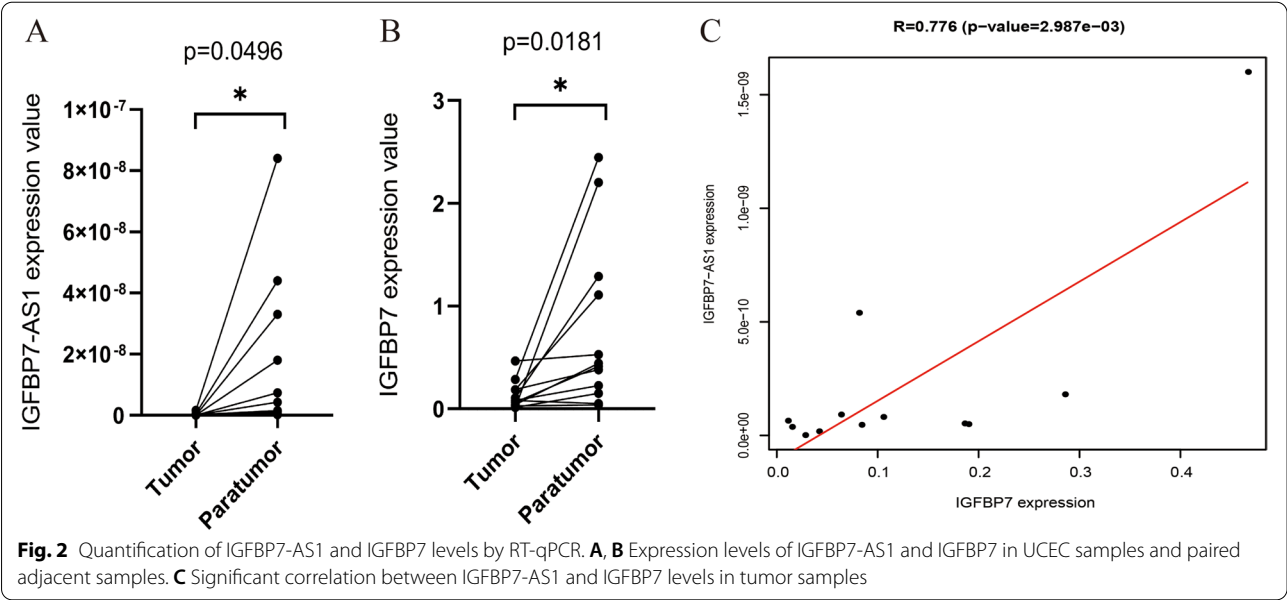 A
p=0.0496
*
IGFBP7-AS1 expression value
1×10-7
8×10-8
6×10-8
4×10-8
2×10-8
0
Tumor
Paratumor
B
p=0.0181
*
IGFBP7 expression value
3
2
1
0
Tumor
Paratumor
C
R=0.776 (p−value=2.987e−03)
IGFBP7−AS1 expression
1.5e−09
1.0e−09
5.0e−10
0.0e+00
0.0 0.1 0.2 0.3 0.4
IGFBP7 expression
Fig. 2 Quantification of IGFBP7-AS1 and IGFBP7 levels by RT-qPCR. A, B Expression levels of IGFBP7-AS1 and IGFBP7 in UCEC samples and paired
adjacent samples. C Significant correlation between IGFBP7-AS1 and IGFBP7 levels in tumor samples